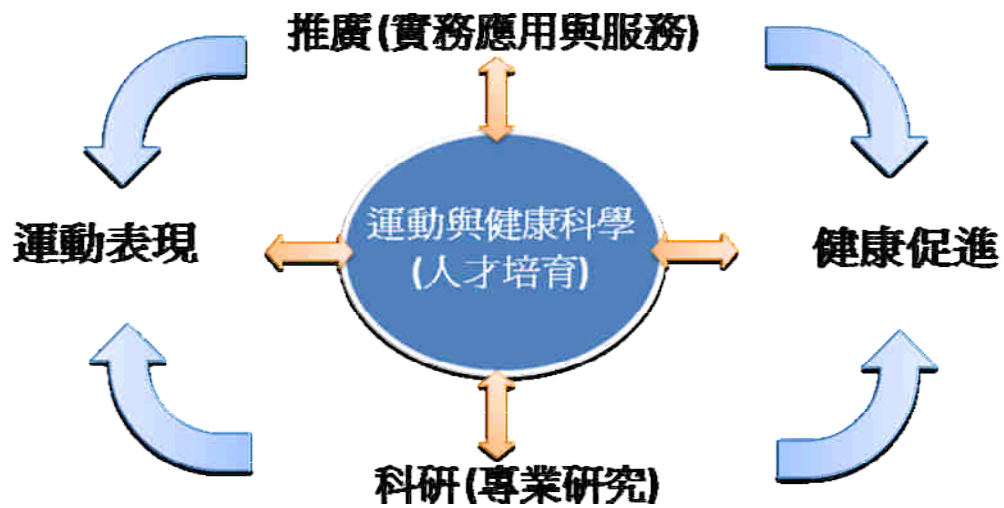 推廣(實務應用與服務)
運動表現
運動與健康科學
(人才培育)
健康促進
科研(專業研究)